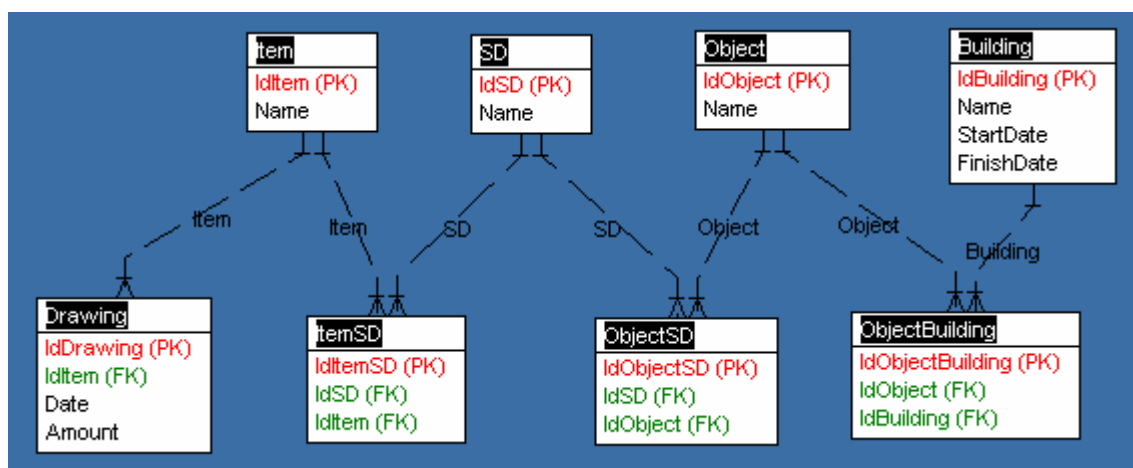 Item
IdItem (PK)
Name
SD
IdSD (PK)
Name
Object
IdObject (PK)
Name
Building
IdBuilding (PK)
Name
StartDate
FinishDate
Item
Item
SD
SD
Object
Object
Building
Drawing
IdDrawing (PK)
IdItem (FK)
Date
Amount
ItemSD
IdItemSD (PK)
IdSD (FK)
IdItem (FK)
ObjectSD
IdObjectSD (PK)
IdSD (FK)
IdObject (FK)
ObjectBuilding
IdObjectBuilding (PK)
IdObject (FK)
IdBuilding (FK)